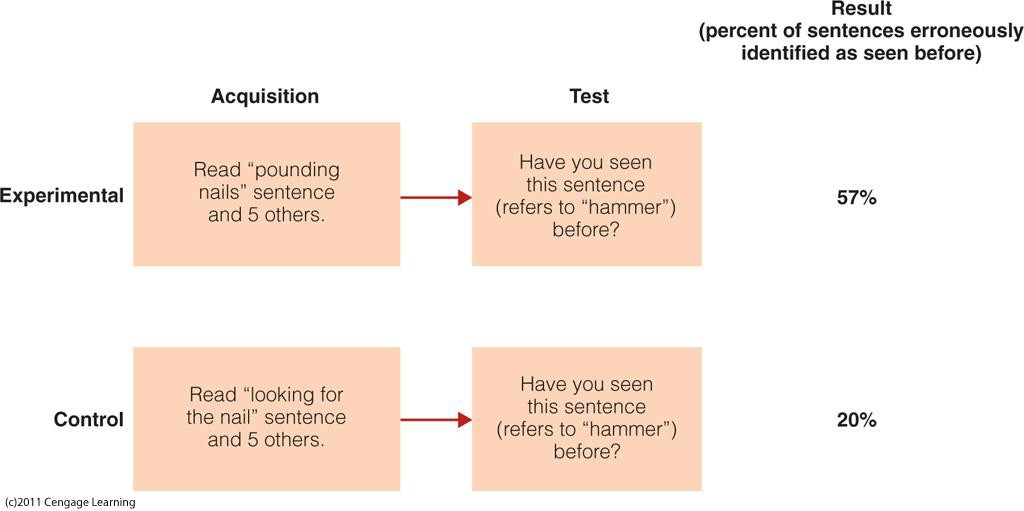 Result
(percent of sentences erroneously
identified as seen before)
Acquisition
Test
Experimental
Read “pounding
nails” sentence
and 5 others.
Have you seen
this sentence
(refers to “hammer”)
before?
57%
Control
Read “looking for
the nail” sentence
and 5 others.
Have you seen
this sentence
(refers to “hammer”)
before?
20%
(c)2011 Cengage Learning